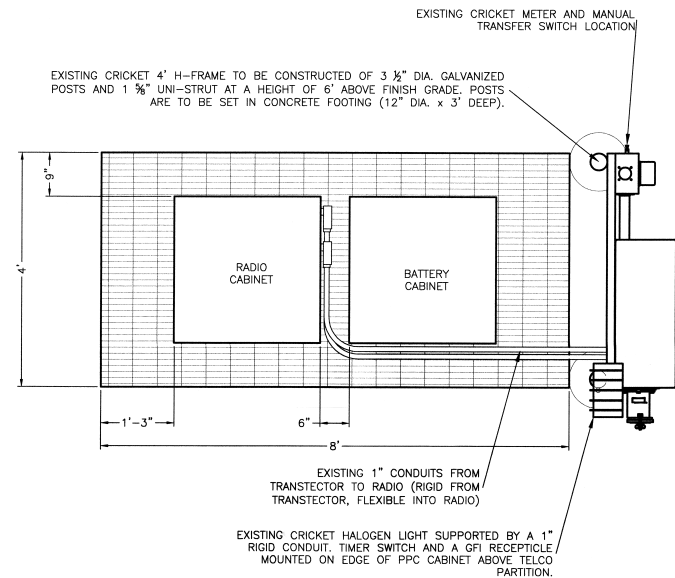 EXISTING CRICKET METER AND MANUAL
TRANSFER SWITCH LOCATION
EXISTING CRICKET 4' H-FRAME TO BE CONSTRUCTED OF 3 ½" DIA. GALVANIZED
POSTS AND 1 ⅝" UNI-STRUT AT A HEIGHT OF 6' ABOVE FINISH GRADE. POSTS
ARE TO BE SET IN CONCRETE FOOTING (12" DIA. x 3' DEEP).
9"
4'
RADIO
CABINET
BATTERY
CABINET
1'-3"
6"
8'
EXISTING 1" CONDUITS FROM
TRANSTECTOR TO RADIO (RIGID FROM
TRANSTECTOR, FLEXIBLE INTO RADIO)
EXISTING CRICKET HALOGEN LIGHT SUPPORTED BY A 1"
RIGID CONDUIT. TIMER SWITCH AND A GFI RECEPTICLE
MOUNTED ON EDGE OF PPC CABINET ABOVE TELCO
PARTITION.